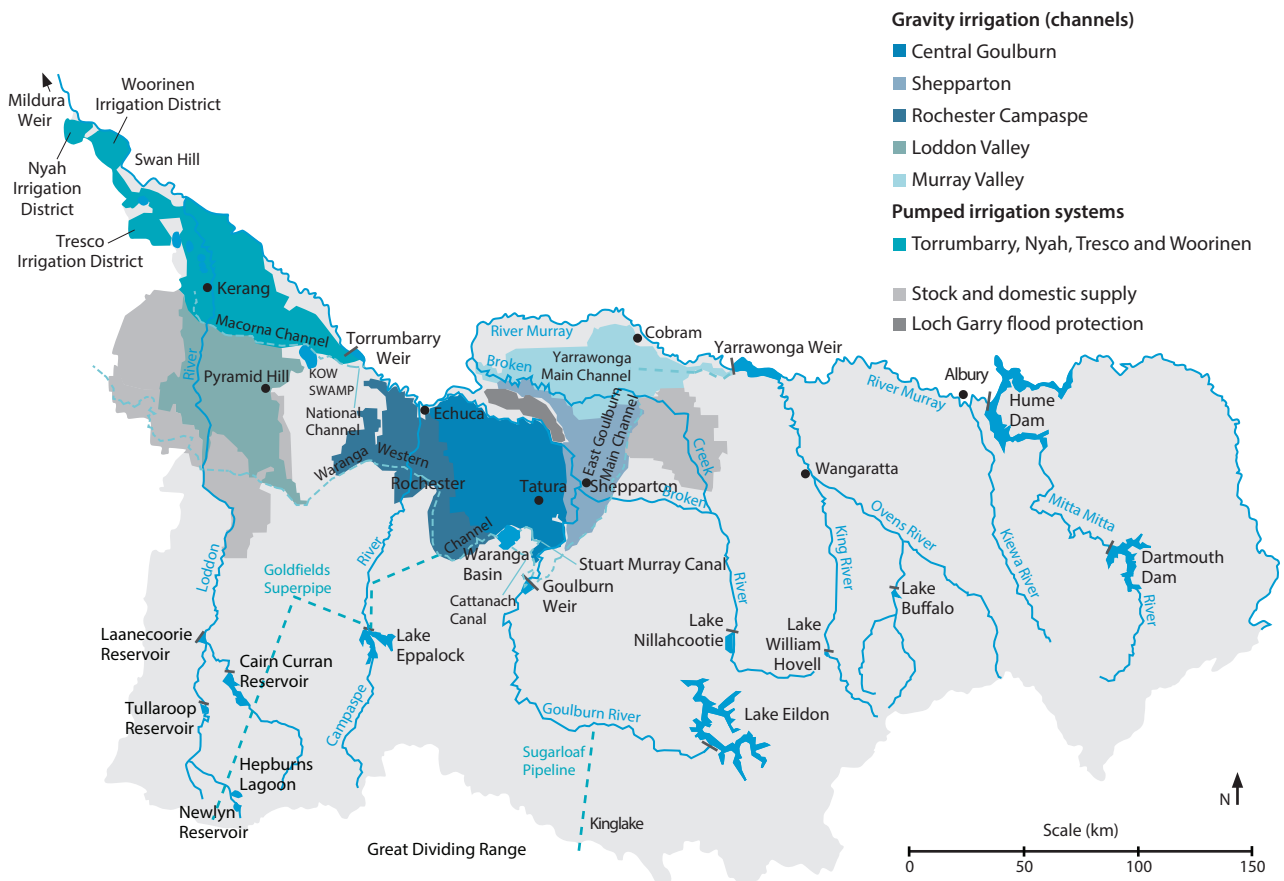 Gravity irrigation (channels)
Central Goulburn
Shepparton
Rochester Campaspe
Loddon Valley
Murray Valley
Pumped irrigation systems
Torrumbarry, Nyah, Tresco and Woorinen
Stock and domestic supply
Loch Garry flood protection
Mildura
Weir
Woorinen
Irrigation District
Nyah
Irrigation
District
Swan Hill
Tresco
Irrigation District
Kerang
Macorna Channel
Torrumbarry
Weir
River Murray
Cobram
Yarrawonga Weir
Broken
Yarrawonga
Main Channel
River
Pyramid Hill
KOW
SWAMP
National
Channel
Echuca
River Murray
Albury
Hume
Dam
East Goulburn
Main Channel
Creek
Waranga
Western
Rochester
Tatura
Shepparton
Broken
Wangaratta
Channel
Ovens River
Mitta Mitta
Loddon
River
Waranga
Basin
Stuart Murray Canal
Goldfields
Superpipe
Cattanach
Canal
Goulburn
Weir
River
King River
Kiewa River
Dartmouth
Dam
Lake
Buffalo
River
Laanecoorie
Reservoir
Lake
Eppalock
Lake
Nillahcootie
Lake
William
Hovell
Cairn Curran
Reservoir
Tullaroop
Reservoir
Campaspe
Goulburn River
Lake Eildon
Sugarloaf
Pipeline
Hepburns
Lagoon
Newlyn
Reservoir
Kinglake
Great Dividing Range
N
Scale (km)
0 50 100 150